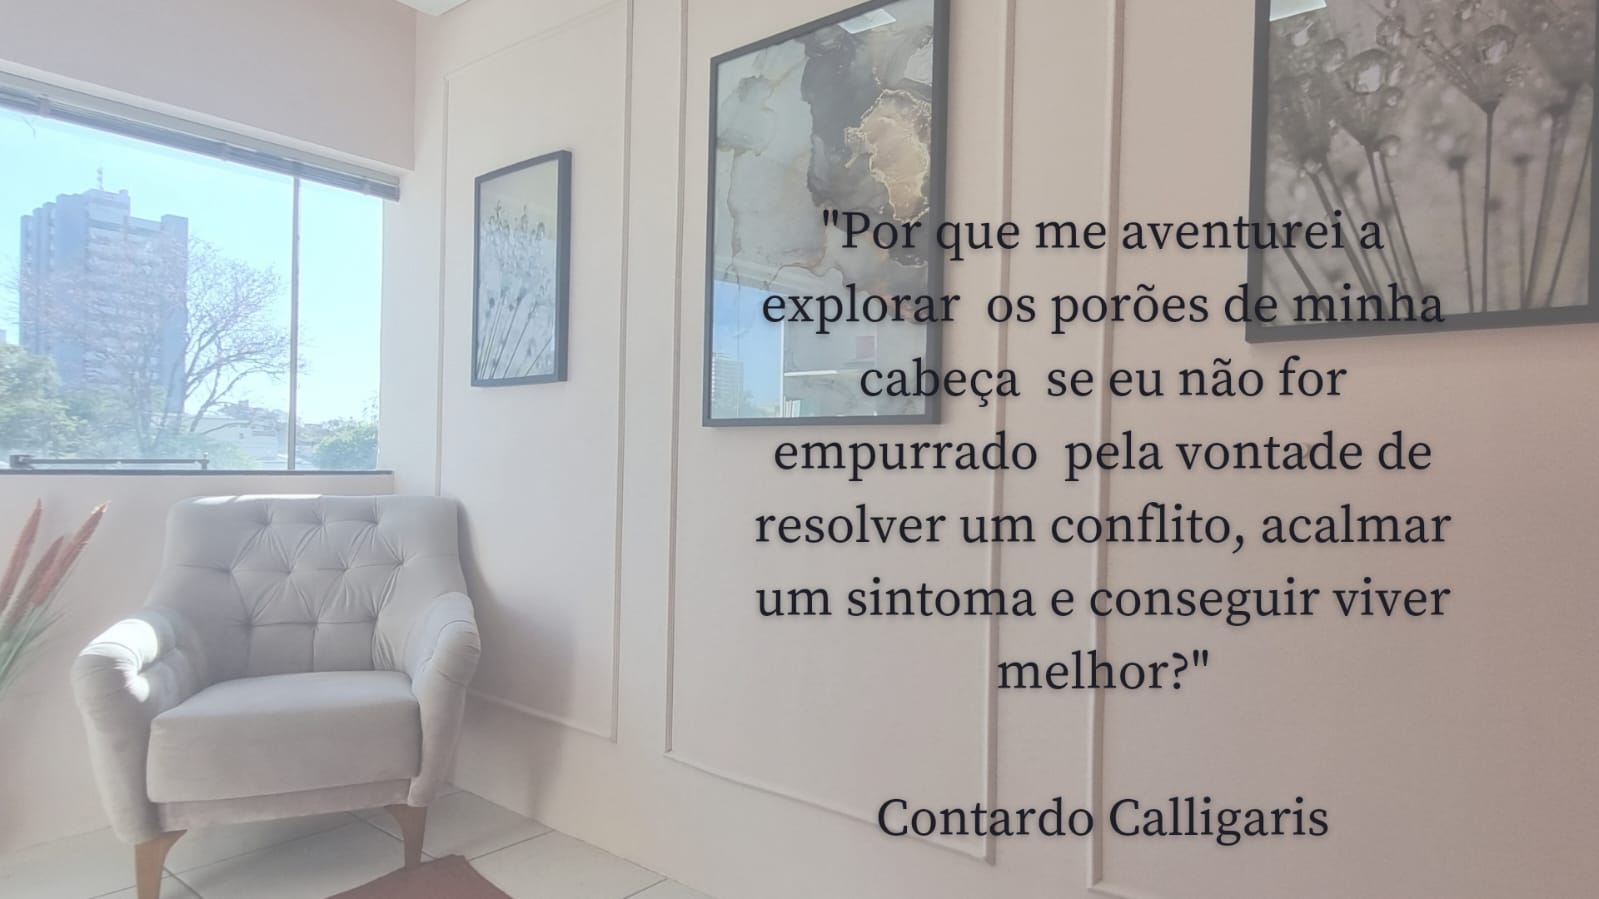 "Por que me aventurei a
explorar  os porões de minha
cabeça  se eu não for
empurrado  pela vontade de
resolver um conflito, acalmar
um sintoma e conseguir viver
melhor?"
Contardo Calligaris